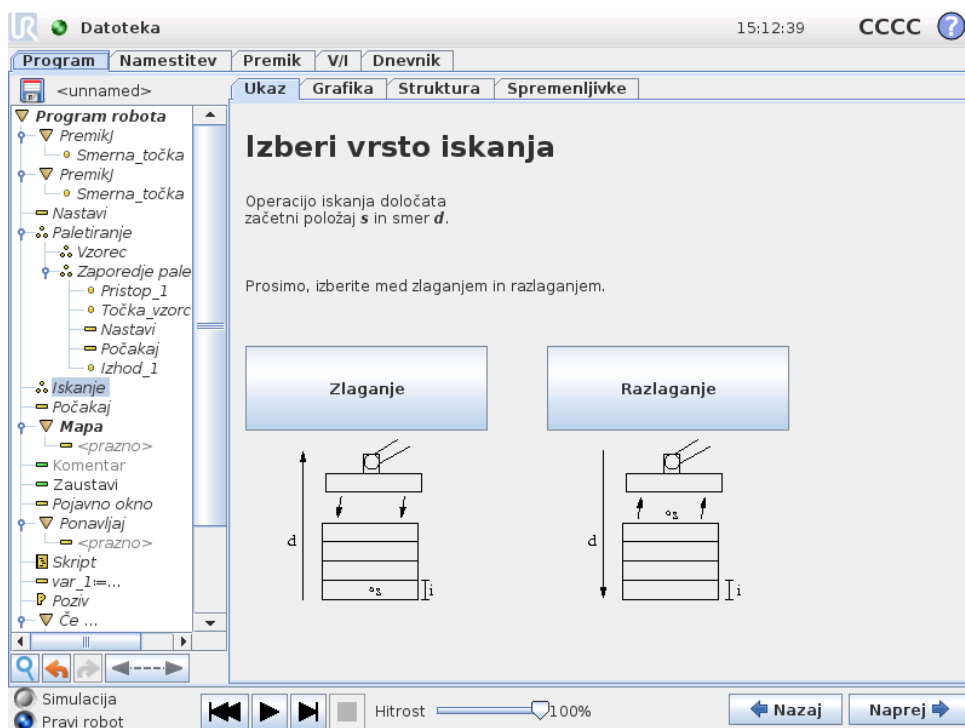 UR Datoteka 15:12:39 CCCC ?
Program Namestitev Premik V/I Dnevnik
<unnamed>
Ukaz Grafika Struktura Spremenljivke
Program robota
PremikJ
Smerna_točka
PremikJ
Smerna_točka
Nastavi
Paletiranje
Vzorec
Zaporedje pale
Pristop_1
Točka_vzorc
Nastavi
Počakaj
Izhod_1
Iskanje
Počakaj
Mapa
<prazno>
Komentar
Zaustavi
Pojavno okno
Ponavljaj
<prazno>
Skript
var_1:=...
Poziv
Če ...
Izberi vrsto iskanja
Operacijo iskanja določata
začetni položaj s in smer d.
Prosimo, izberite med zlaganjem in razlaganjem.
Zlaganje Razlaganje
d s i
d s i
Simulacija
Pravi robot
Hitrost 100%
Nazaj Naprej